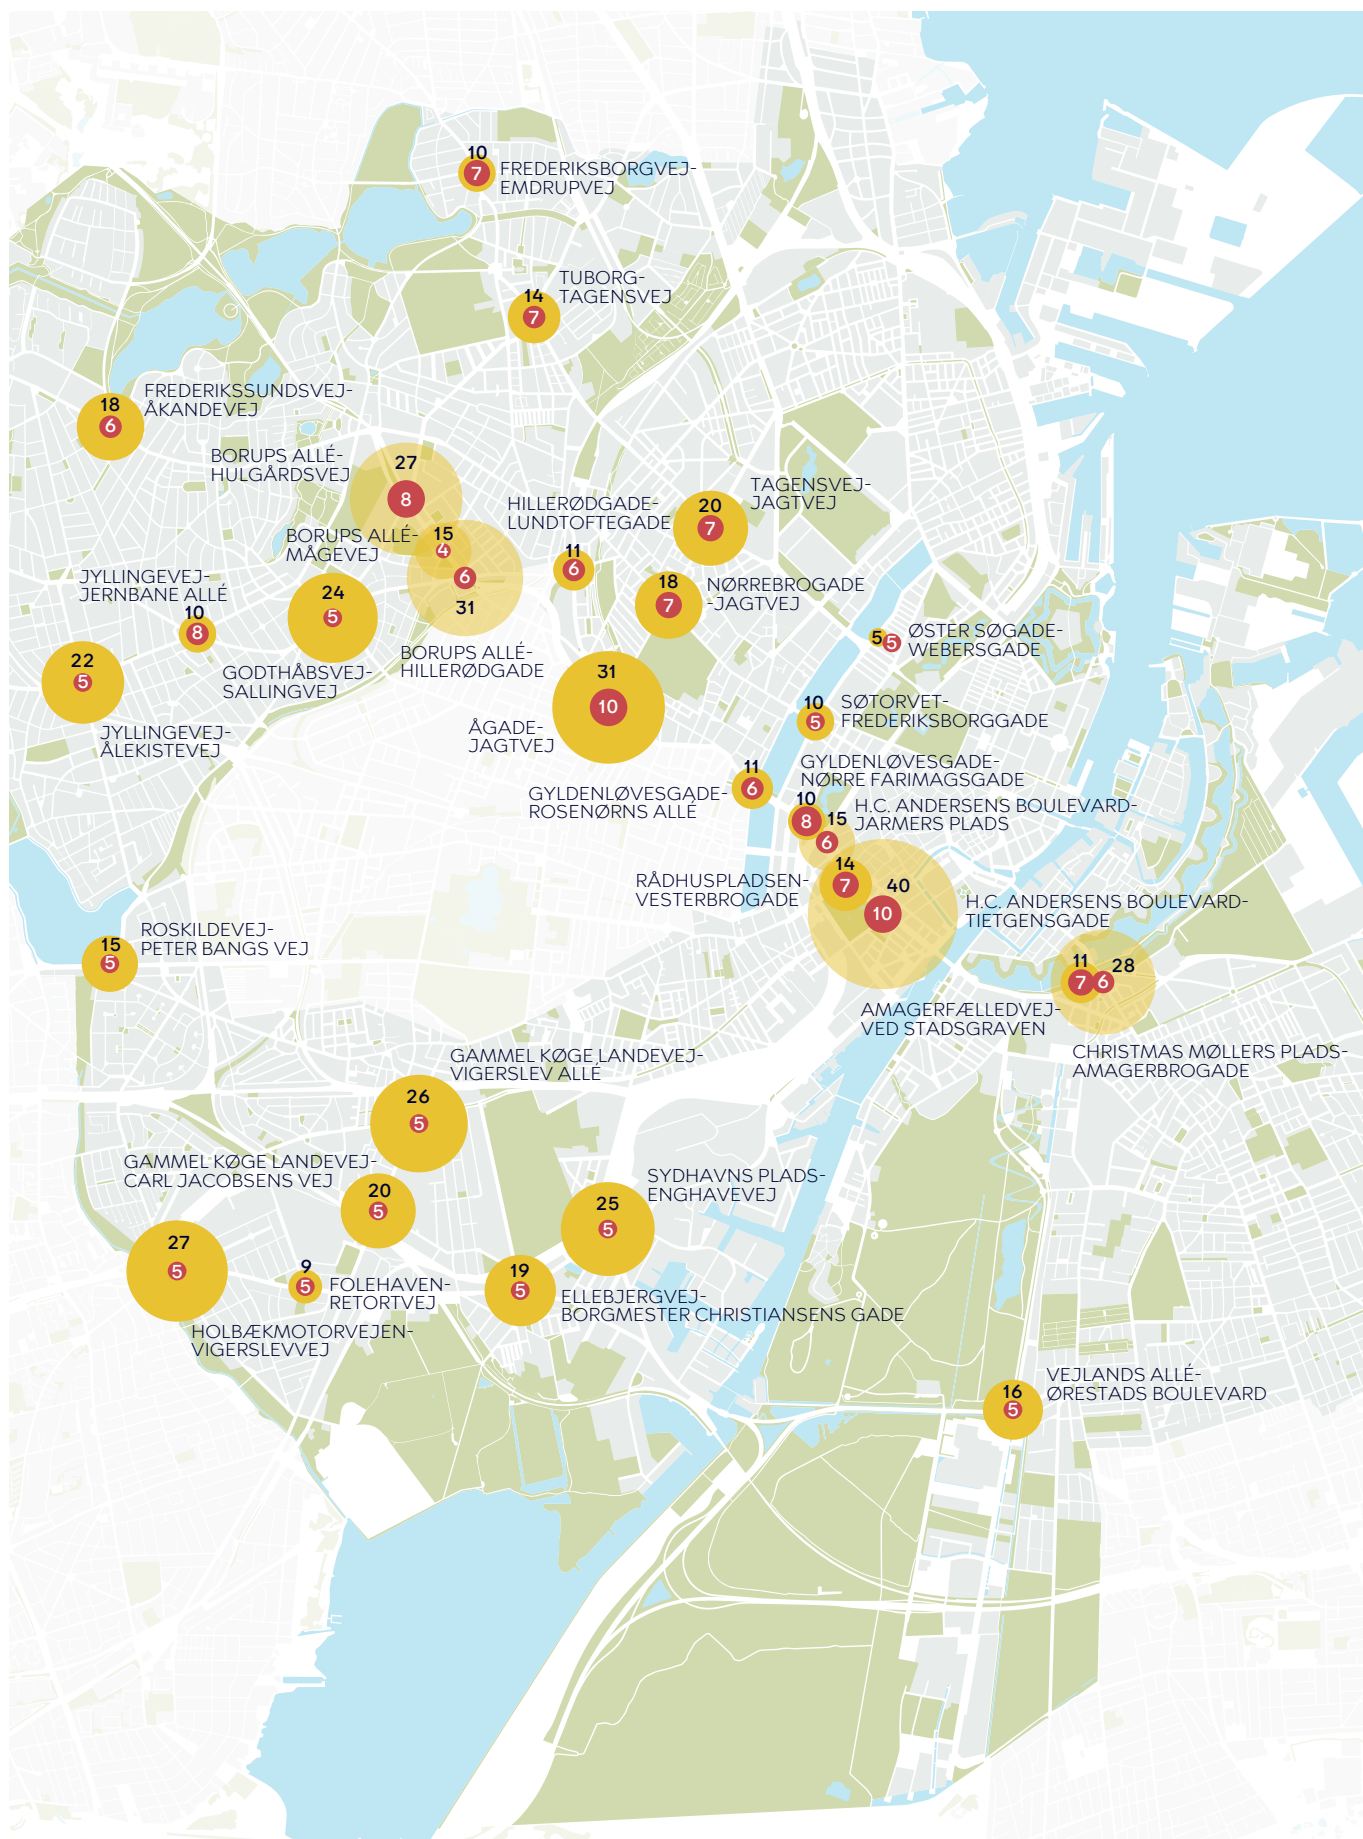 10
7
FREDERIKSBORGVEJ-
EMDRUPVEJ
TUBORG-
TAGENSVEJ
14
7
FREDERIKSSUNDSVEJ-
ÅKANDEVEJ
18
6
BORUPS ALLÉ-
HULGÅRDSVEJ
27
8
HILLERØDGADE-
LUNDTOFTEGADE
11
6
TAGENSVEJ-
JAGTVEJ
20
7
BORUPS ALLÉ-
MÅGEVEJ
15
4
6
31
BORUPS ALLÉ-
HILLERØDGADE
JYLLINGEVEJ-
JERNBANE ALLÉ
10
8
24
5
GODTHÅBSVEJ-
SALLINGVEJ
18
7
NØRREBROGADE
-JAGTVEJ
5
5
ØSTER SØGADE-
WEBERSGADE
22
5
JYLLINGEVEJ-
ÅLEKISTEVEJ
31
10
ÅGADE-
JAGTVEJ
10
5
SØTORVET-
FREDERIKSBORGGADE
11
6
GYLDENLØVESGADE-
ROSENØRNS ALLÉ
GYLDENLØVESGADE-
NØRRE FARIMAGSGADE
10
8
15
6
H.C. ANDERSENS BOULEVARD-
JARMERS PLADS
14
7
RÅDHUSPLADSEN-
VESTERBROGADE
40
10
H.C. ANDERSENS BOULEVARD-
TIETGENSGADE
ROSKILDEVEJ-
PETER BANGS VEJ
15
5
11
7
28
6
AMAGERFÆLLEDVEJ-
VED STADSGRAVEN
CHRISTMAS MØLLERS PLADS-
AMAGERBROGADE
GAMMEL KØGE LANDEVEJ-
VIGERSLEV ALLÉ
26
5
GAMMEL KØGE LANDEVEJ-
CARL JACOBSENS VEJ
20
5
SYDHAVNS PLADS-
ENGHAVEVEJ
25
5
27
5
HOLBÆKMOTORVEJEN-
VIGERSLEVVEJ
9
5
FOLEHAVEN-
RETORTVEJ
19
5
ELLEBJERGVEJ-
BORGMESTER CHRISTIANSENS GADE
VEJLANDS ALLÉ-
ØRESTADS BOULEVARD
16
5